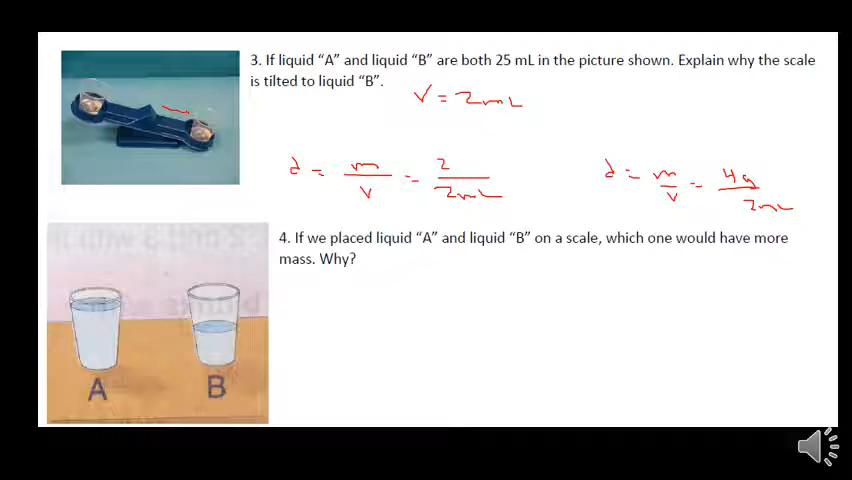 3. If liquid “A” and liquid “B” are both 25 mL in the picture shown. Explain why the scale
is tilted to liquid “B”.
V = 2mL
d = m/v = 2/2mL
d = m/v = 4g/2mL
4. If we placed liquid “A” and liquid “B” on a scale, which one would have more
mass. Why?
A B